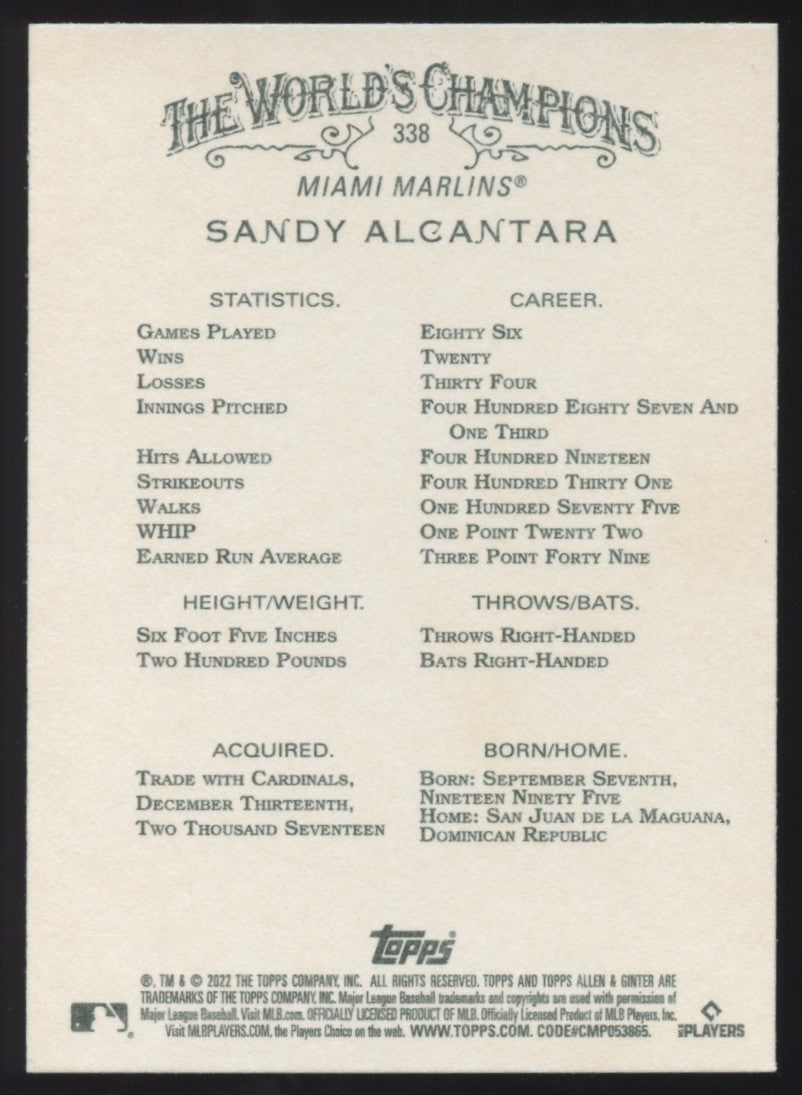 THE WORLD'S CHAMPIONS
338
MIAMI MARLINS®
SANDY ALCANTARA
STATISTICS. CAREER.
GAMES PLAYED EIGHTY SIX
WINS TWENTY
LOSSES THIRTY FOUR
INNINGS PITCHED FOUR HUNDRED EIGHTY SEVEN AND
ONE THIRD
HITS ALLOWED FOUR HUNDRED NINETEEN
STRIKEOUTS FOUR HUNDRED THIRTY ONE
WALKS ONE HUNDRED SEVENTY FIVE
WHIP ONE POINT TWENTY TWO
EARNED RUN AVERAGE THREE POINT FORTY NINE
HEIGHT/WEIGHT. THROWS/BATS.
SIX FOOT FIVE INCHES THROWS RIGHT-HANDED
TWO HUNDRED POUNDS BATS RIGHT-HANDED
ACQUIRED.
TRADE WITH CARDINALS,
DECEMBER THIRTEENTH,
TWO THOUSAND SEVENTEEN
BORN/HOME.
BORN: SEPTEMBER SEVENTH,
NINETEEN NINETY FIVE
HOME: SAN JUAN DE LA MAGUANA,
DOMINICAN REPUBLIC
topps®
®, TM & © 2022 THE TOPPS COMPANY, INC. ALL RIGHTS RESERVED. TOPPS AND TOPPS ALLEN & GINTER ARE
TRADEMARKS OF THE TOPPS COMPANY, INC. Major League Baseball trademarks and copyrights are used with permission of
Major League Baseball. Visit MLB.com. OFFICIALLY LICENSED PRODUCT OF MLB. Officially Licensed Product of MLB Players, Inc.
Visit MLBPLAYERS.COM, the Players Choice on the web. WWW.TOPPS.COM. CODE#CMP053865.
PLAYERS